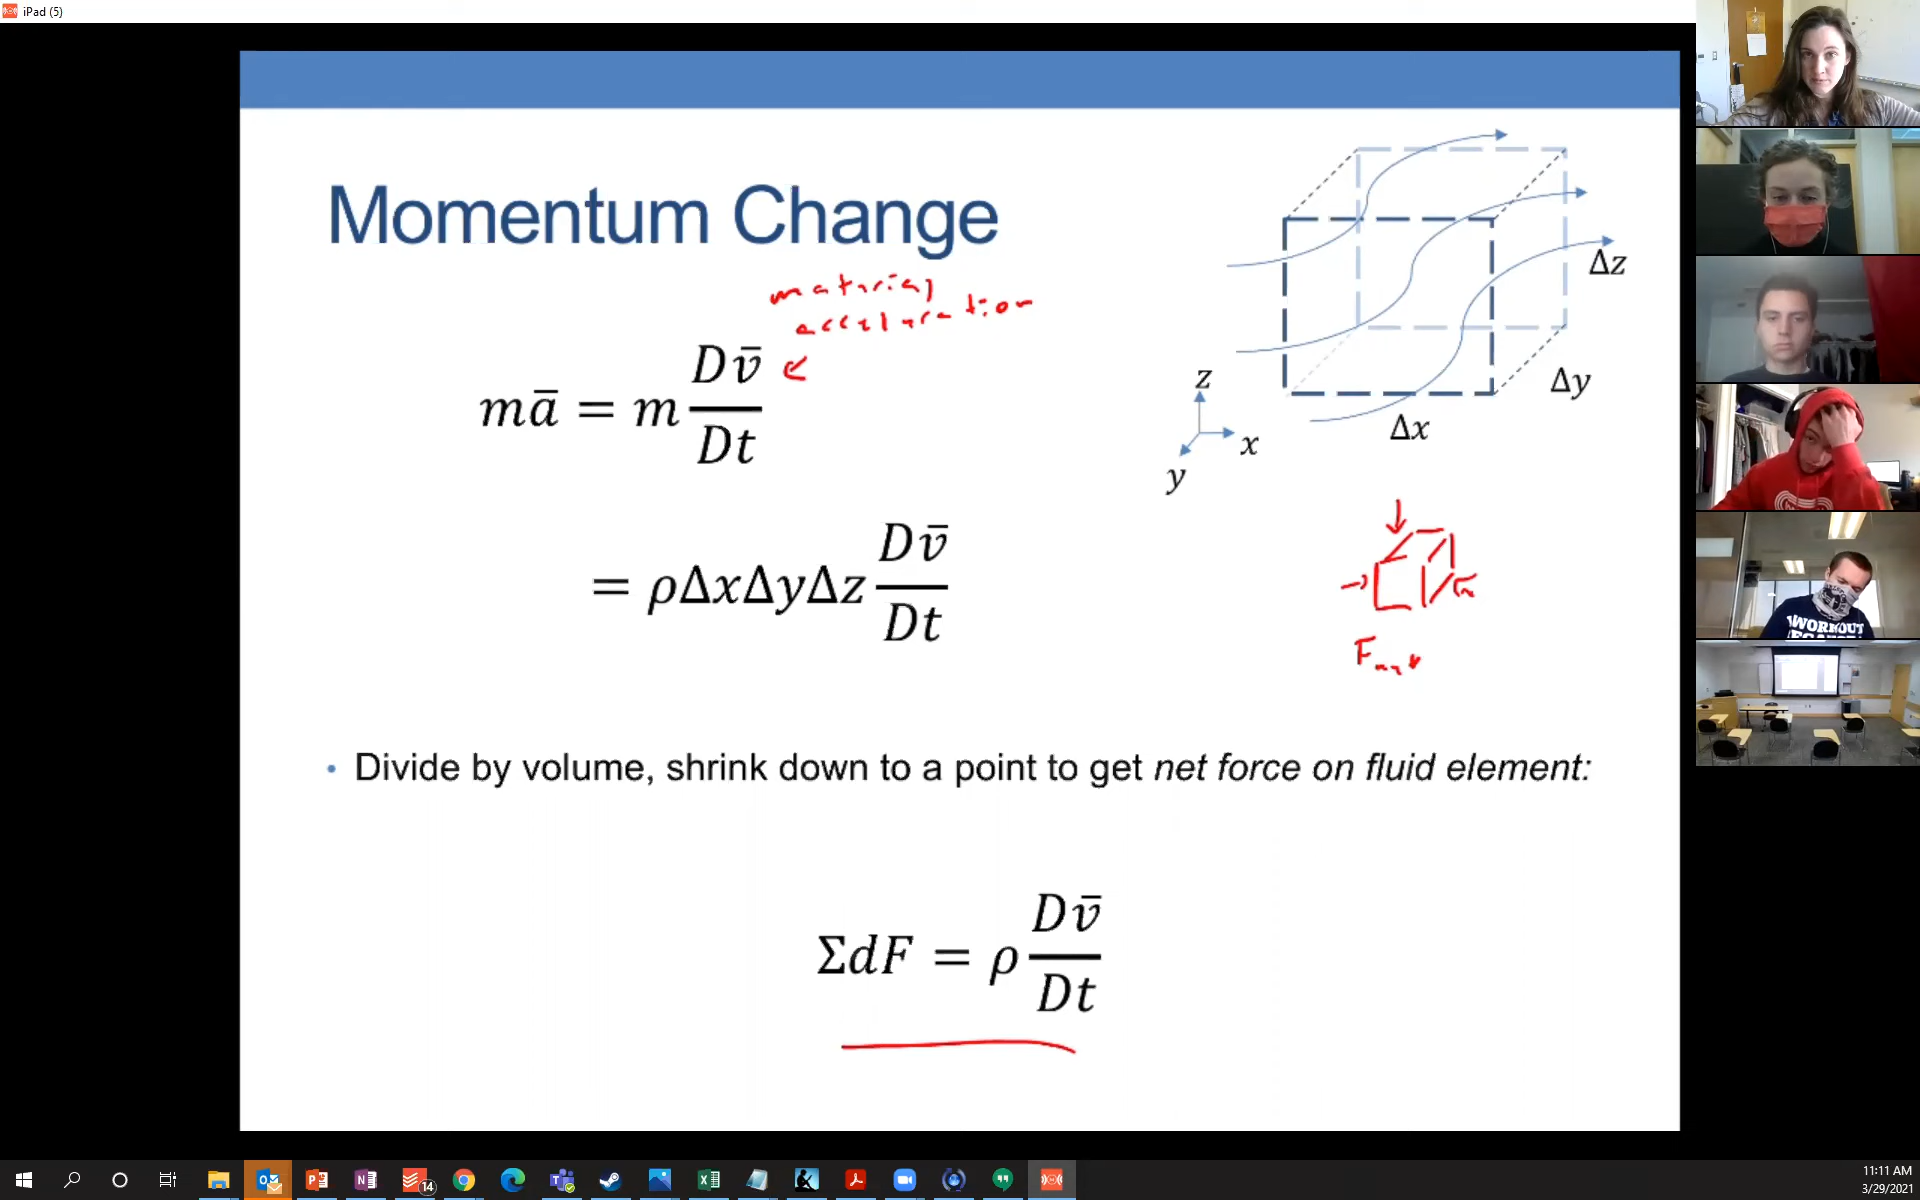 iPad (5)
Momentum Change
material
acceleration
mā = m Dv̄/Dt
= ρΔxΔyΔz Dv̄/Dt
Δz
Δy
Δx
z
x
y
• Divide by volume, shrink down to a point to get net force on fluid element:
ΣdF = ρ Dv̄/Dt
WORKOUT
14
11:11 AM
3/29/2021